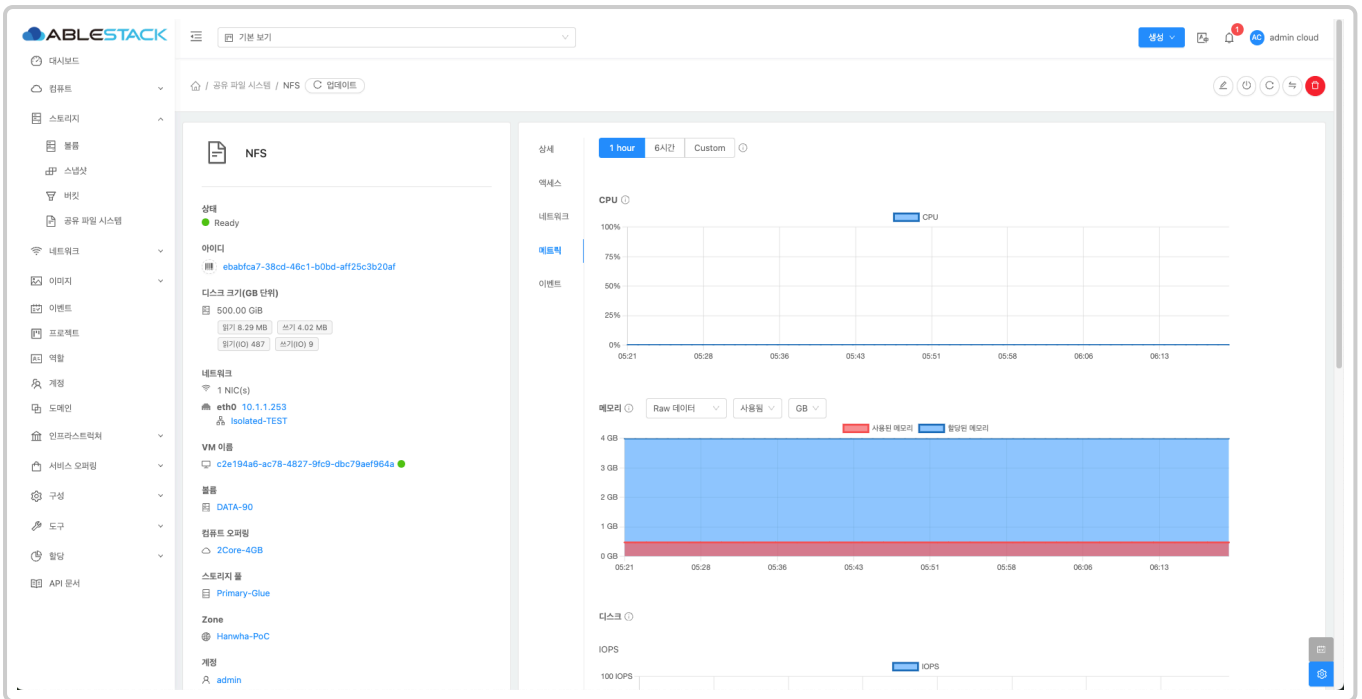 ABLESTACK
기본 보기
생성
1
AC
admin cloud
대시보드
컴퓨트
스토리지
볼륨
스냅샷
버킷
공유 파일 시스템
네트워크
이미지
이벤트
프로젝트
역할
계정
도메인
인프라스트럭쳐
서비스 오퍼링
구성
도구
할당
API 문서
/ 공유 파일 시스템 / NFS 업데이트
NFS
상태
Ready
아이디
ebabfca7-38cd-46c1-b0bd-aff25c3b20af
디스크 크기(GB 단위)
500.00 GiB
읽기 8.29 MB 쓰기 4.02 MB
읽기(IO) 487 쓰기(IO) 9
네트워크
1 NIC(s)
eth0 10.1.1.253
Isolated-TEST
VM 이름
c2e194a6-ac78-4827-9fc9-dbc79aef964a
볼륨
DATA-90
컴퓨트 오퍼링
2Core-4GB
스토리지 풀
Primary-Glue
Zone
Hanwha-PoC
계정
admin
상세
액세스
네트워크
메트릭
이벤트
1 hour 6시간 Custom
CPU
CPU
100%
75%
50%
25%
0%
05:21 05:28 05:36 05:43 05:51 05:58 06:06 06:13
메모리 Raw 데이터 사용됨 GB
사용된 메모리 할당된 메모리
4 GB
3 GB
2 GB
1 GB
0 GB
05:21 05:28 05:36 05:43 05:51 05:58 06:06 06:13
디스크
IOPS
IOPS
100 IOPS